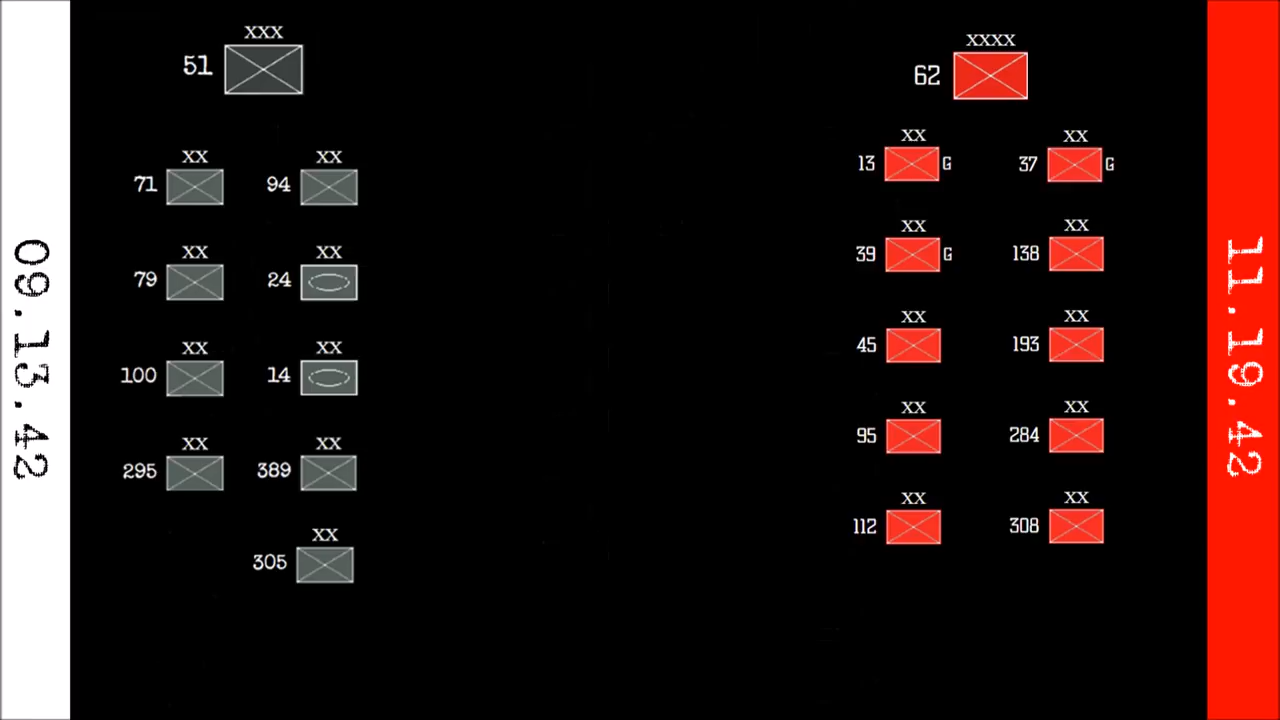 09.13.42
XXX
51
XX XX
71 94
XX XX
79 24
XX XX
100 14
XX XX
295 389
XX
305
XXXX
62
XX XX
13 G 37 G
XX XX
39 G 138
XX XX
45 193
XX XX
95 284
XX XX
112 308
11.19.42